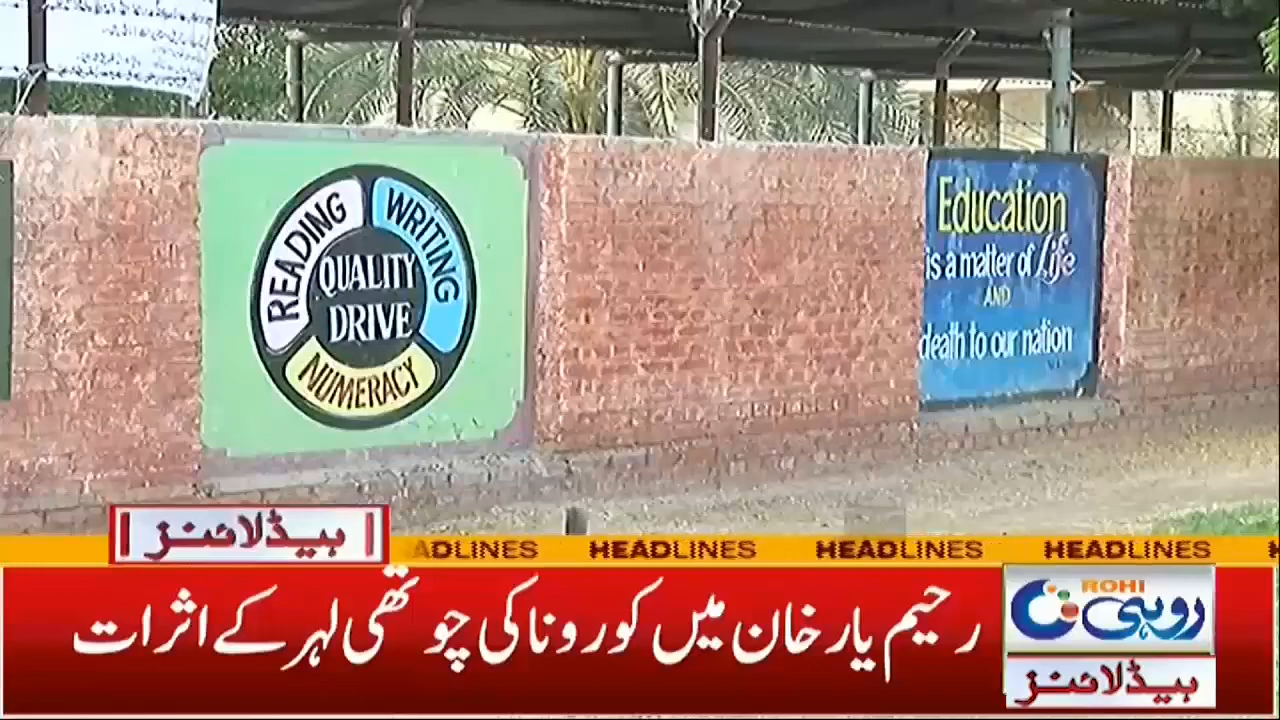 READING
WRITING
QUALITY
DRIVE
NUMERACY
Education
is a matter of Life
AND
death to our nation
ہیڈلائنز
ADLINES HEADLINES HEADLINES HEADLINES
رحیم یار خان میں کورونا کی چوتھی لہر کے اثرات
ROHI
روہی
ہیڈلائنز